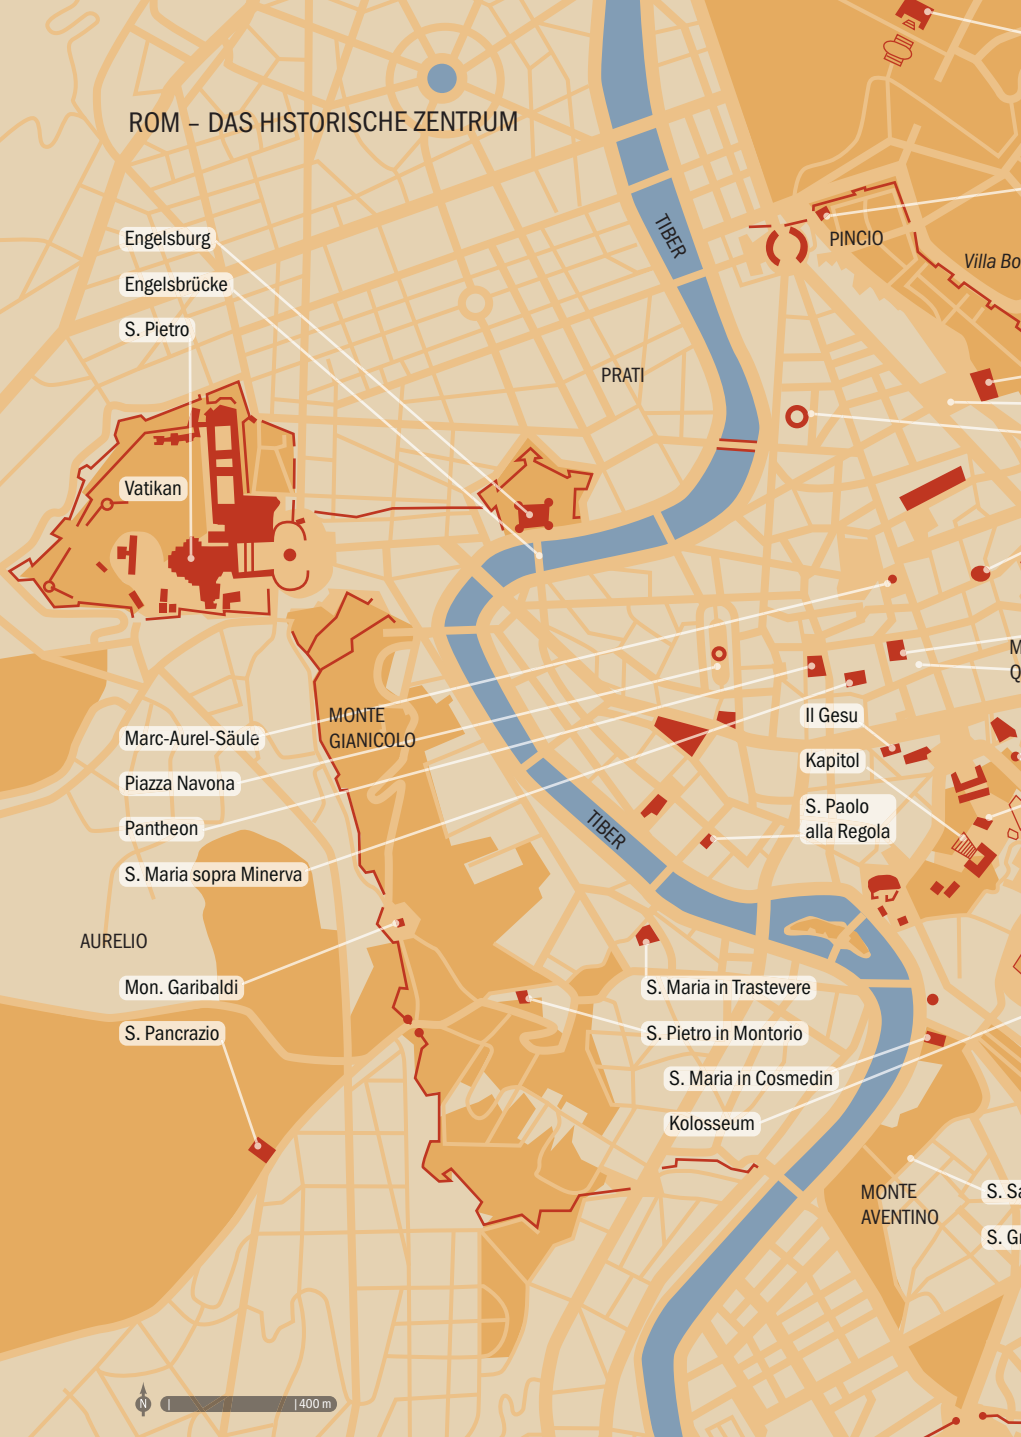 ROM – DAS HISTORISCHE ZENTRUM
TIBER
Engelsburg
PINCIO
Villa Bo
Engelsbrücke
S. Pietro
PRATI
Vatikan
M
Q
MONTE
GIANICOLO
Il Gesu
Marc-Aurel-Säule
Kapitol
Piazza Navona
S. Paolo
alla Regola
Pantheon
TIBER
S. Maria sopra Minerva
AURELIO
Mon. Garibaldi
S. Maria in Trastevere
S. Pancrazio
S. Pietro in Montorio
S. Maria in Cosmedin
Kolosseum
MONTE
AVENTINO
S. Sa
S. Gr
N
400 m